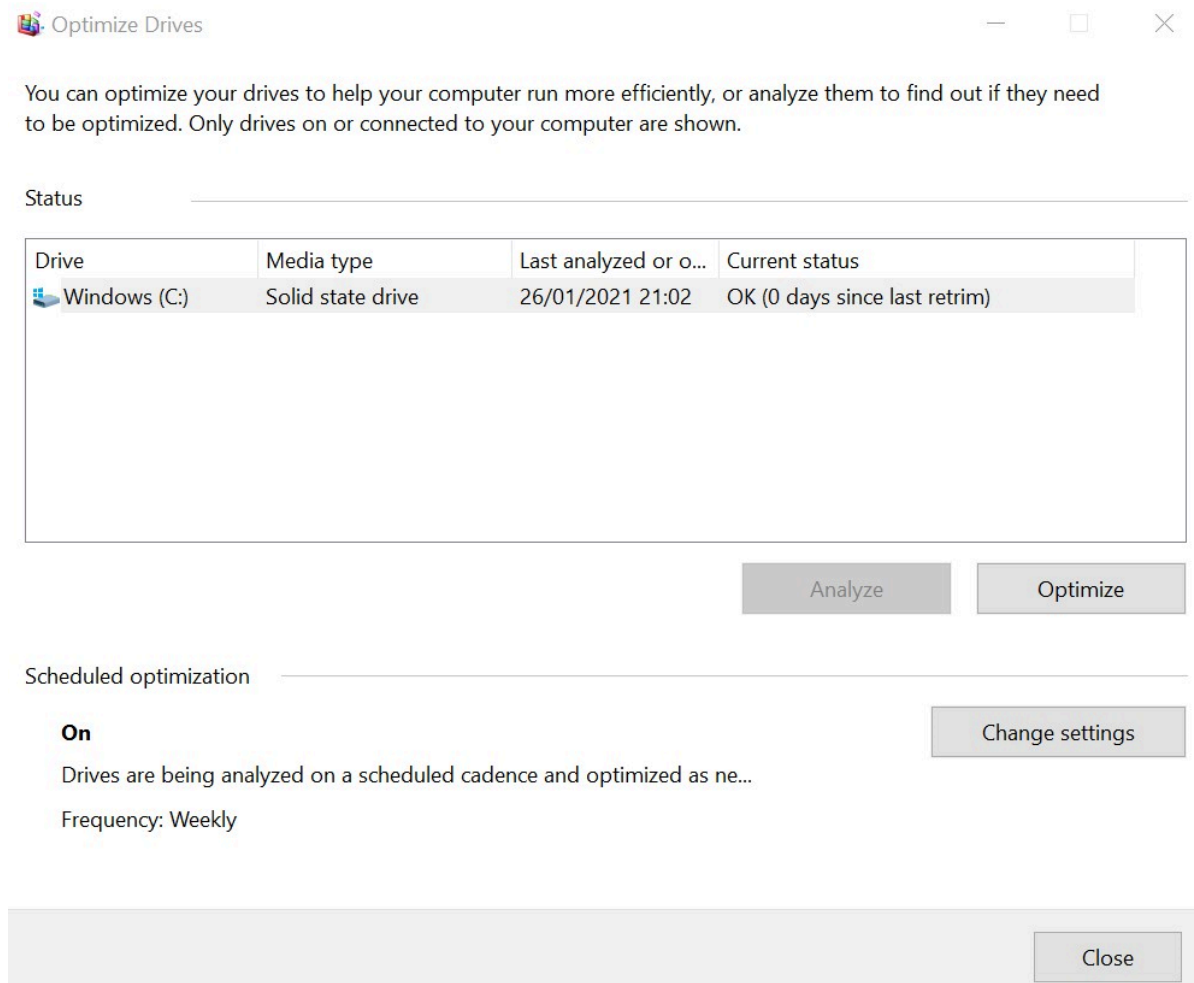 Optimize Drives
You can optimize your drives to help your computer run more efficiently, or analyze them to find out if they need
to be optimized. Only drives on or connected to your computer are shown.
Status
Drive Media type Last analyzed or o... Current status
Windows (C:) Solid state drive 26/01/2021 21:02 OK (0 days since last retrim)
Analyze Optimize
Scheduled optimization
On
Change settings
Drives are being analyzed on a scheduled cadence and optimized as ne...
Frequency: Weekly
Close